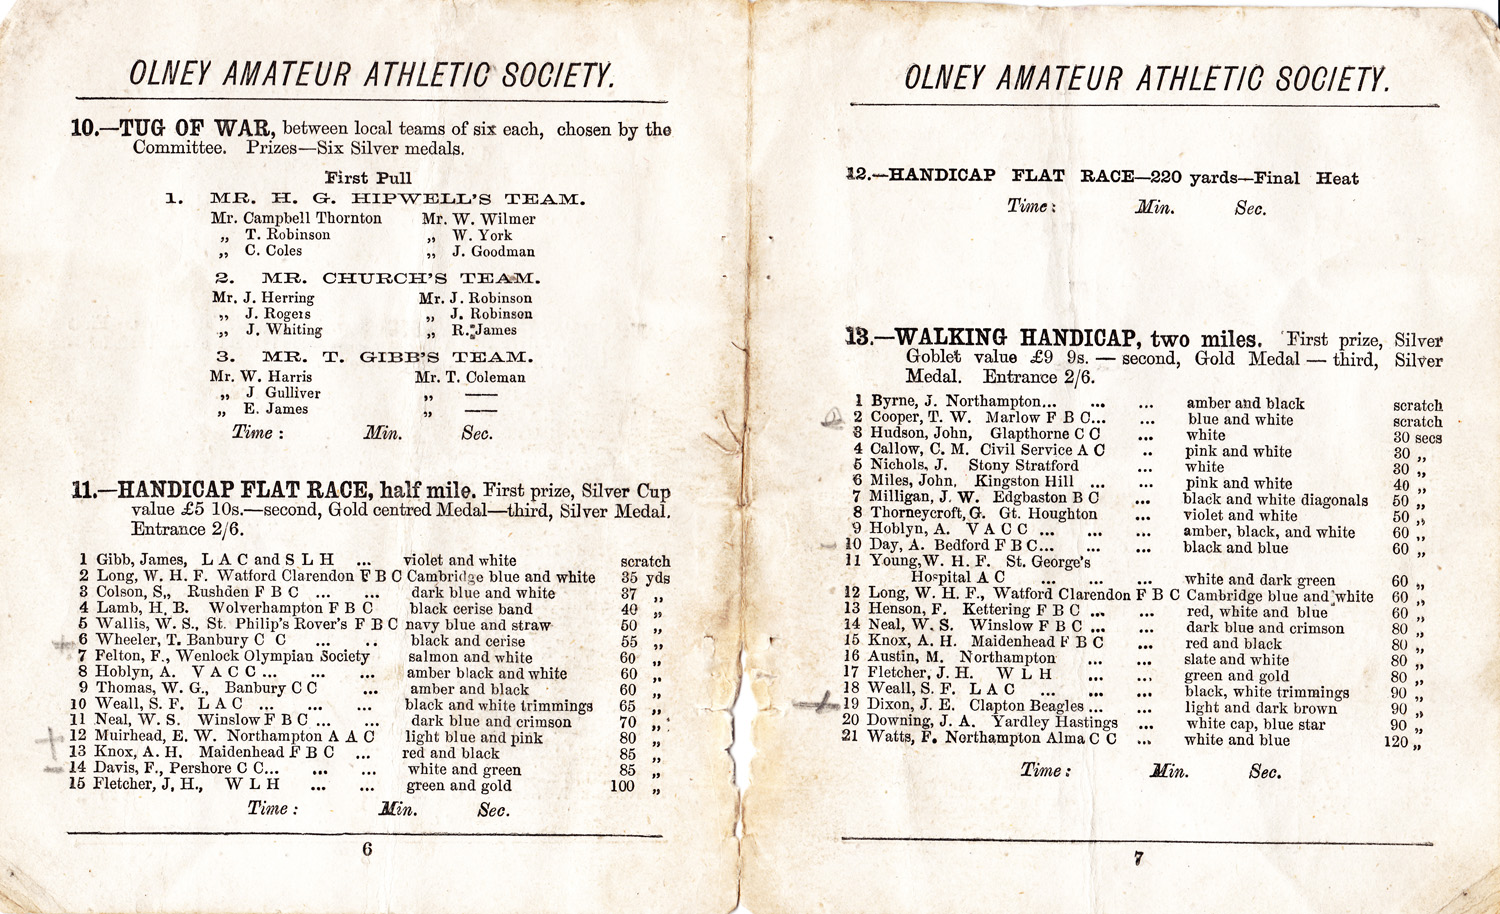 OLNEY AMATEUR ATHLETIC SOCIETY.
10.—TUG OF WAR, between local teams of six each, chosen by the
Committee. Prizes—Six Silver medals.
First Pull
1. MR. H. G. HIPWELL'S TEAM.
Mr. Campbell Thornton Mr. W. Wilmer
„ T. Robinson „ W. York
„ C. Coles „ J. Goodman
2. MR. CHURCH'S TEAM.
Mr. J. Herring Mr. J. Robinson
„ J. Rogers „ J. Robinson
„ J. Whiting „ R. James
3. MR. T. GIBB'S TEAM.
Mr. W. Harris Mr. T. Coleman
„ J Gulliver „ ——
„ E. James „ ——
Time : Min. Sec.
11.—HANDICAP FLAT RACE, half mile. First prize, Silver Cup
value £5 10s.—second, Gold centred Medal—third, Silver Medal.
Entrance 2/6.
1 Gibb, James, L A C and S L H ... violet and white scratch
2 Long, W. H. F. Watford Clarendon F B C Cambridge blue and white 35 yds
3 Colson, S., Rushden F B C ... ... dark blue and white 37 „
4 Lamb, H. B. Wolverhampton F B C black cerise band 40 „
5 Wallis, W. S., St. Philip's Rover's F B C navy blue and straw 50 „
6 Wheeler, T. Banbury C C ... .. black and cerise 55 „
7 Felton, F., Wenlock Olympian Society salmon and white 60 „
8 Hoblyn, A. V A C C ... ... ... amber black and white 60 „
9 Thomas, W. G., Banbury C C ... amber and black 60 „
10 Weall, S. F. L A C ... ... ... black and white trimmings 65 „
11 Neal, W. S. Winslow F B C ... ... dark blue and crimson 70 „
12 Muirhead, E. W. Northampton A A C light blue and pink 80 „
13 Knox, A. H. Maidenhead F B C ... red and black 85 „
14 Davis, F., Pershore C C... ... ... white and green 85 „
15 Fletcher, J. H., W L H ... ... green and gold 100 „
Time : Min. Sec.
6
OLNEY AMATEUR ATHLETIC SOCIETY.
12.—HANDICAP FLAT RACE—220 yards—Final Heat
Time : Min. Sec.
13.—WALKING HANDICAP, two miles. First prize, Silver
Goblet value £9 9s. — second, Gold Medal — third, Silver
Medal. Entrance 2/6.
1 Byrne, J. Northampton... ... ... amber and black scratch
2 Cooper, T. W. Marlow F B C... ... blue and white scratch
3 Hudson, John, Glapthorne C C ... white 30 secs
4 Callow, C. M. Civil Service A C .. pink and white 30 „
5 Nichols, J. Stony Stratford ... white 30 „
6 Miles, John, Kingston Hill ... ... pink and white 40 „
7 Milligan, J. W. Edgbaston B C ... black and white diagonals 50 „
8 Thorneycroft, G. Gt. Houghton ... violet and white 50 „
9 Hoblyn, A. V A C C ... ... ... amber, black, and white 60 „
10 Day, A. Bedford F B C... ... ... black and blue 60 „
11 Young, W. H. F. St. George's
Hospital A C ... ... ... white and dark green 60 „
12 Long, W. H. F., Watford Clarendon F B C Cambridge blue and white 60 „
13 Henson, F. Kettering F B C ... ... red, white and blue 60 „
14 Neal, W. S. Winslow F B C ... ... dark blue and crimson 80 „
15 Knox, A. H. Maidenhead F B C ... red and black 80 „
16 Austin, M. Northampton ... ... slate and white 80 „
17 Fletcher, J. H. W L H ... ... green and gold 80 „
18 Weall, S. F. L A C ... ... ... black, white trimmings 90 „
19 Dixon, J. E. Clapton Beagles ... ... light and dark brown 90 „
20 Downing, J. A. Yardley Hastings ... white cap, blue star 90 „
21 Watts, F. Northampton Alma C C ... white and blue 120 „
Time : Min. Sec.
7